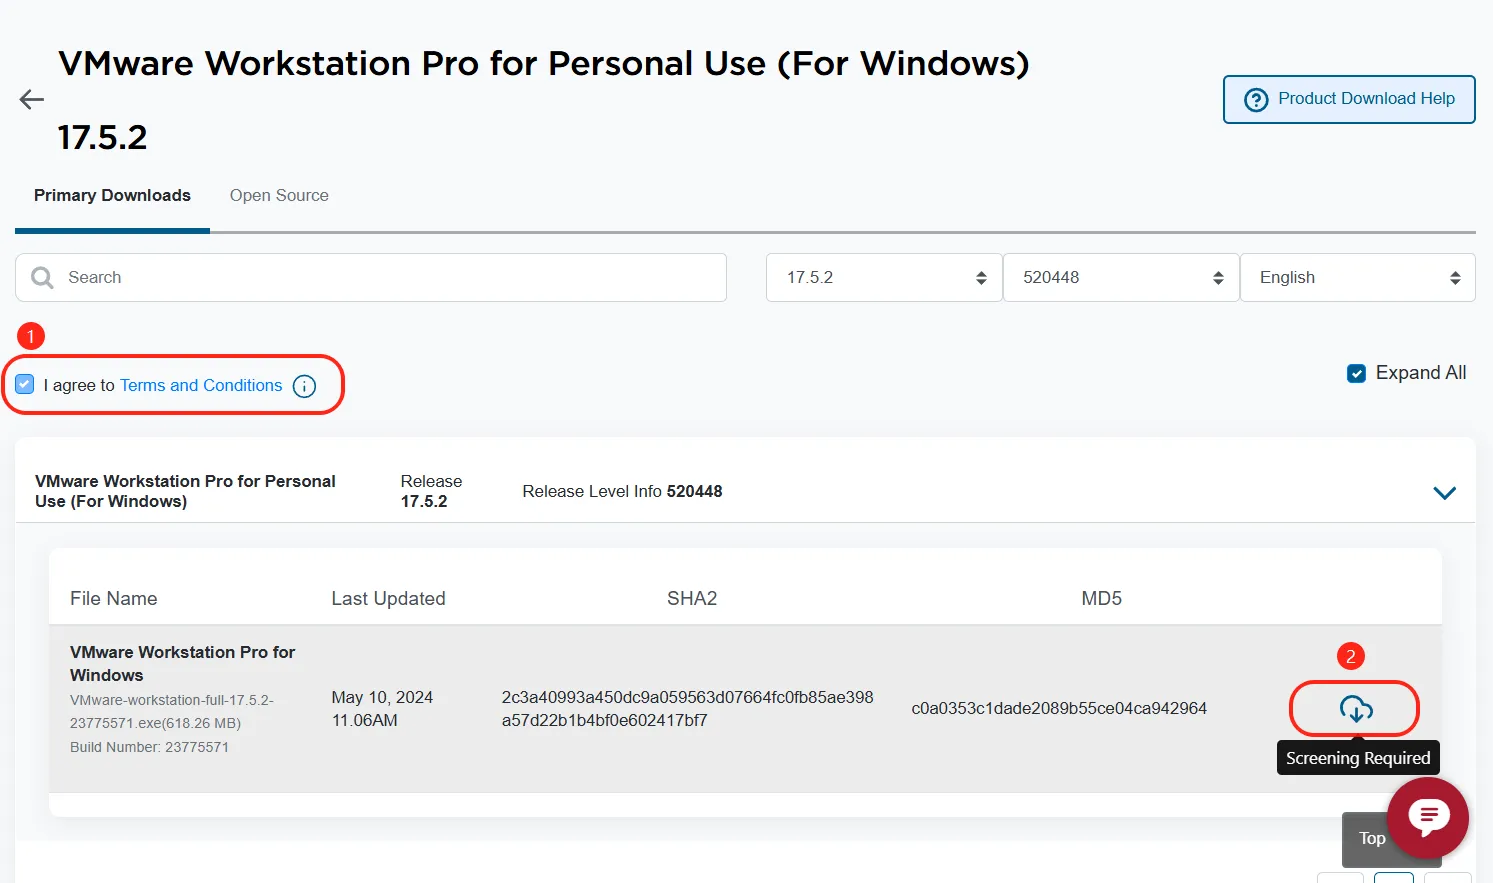 VMware Workstation Pro for Personal Use (For Windows)
17.5.2
Product Download Help
Primary Downloads
Open Source
Search
17.5.2
520448
English
1
I agree to Terms and Conditions
Expand All
VMware Workstation Pro for Personal
Use (For Windows)
Release
17.5.2
Release Level Info 520448
File Name
Last Updated
SHA2
MD5
VMware Workstation Pro for
Windows
VMware-workstation-full-17.5.2-
23775571.exe(618.26 MB)
Build Number: 23775571
May 10, 2024
11.06AM
2c3a40993a450dc9a059563d07664fc0fb85ae398
a57d22b1b4bf0e602417bf7
c0a0353c1dade2089b55ce04ca942964
2
Screening Required
Top